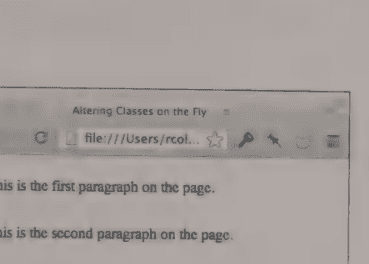 Altering Classes on the Fly
file:///Users/rcol...
his is the first paragraph on the page.
his is the second paragraph on the page.